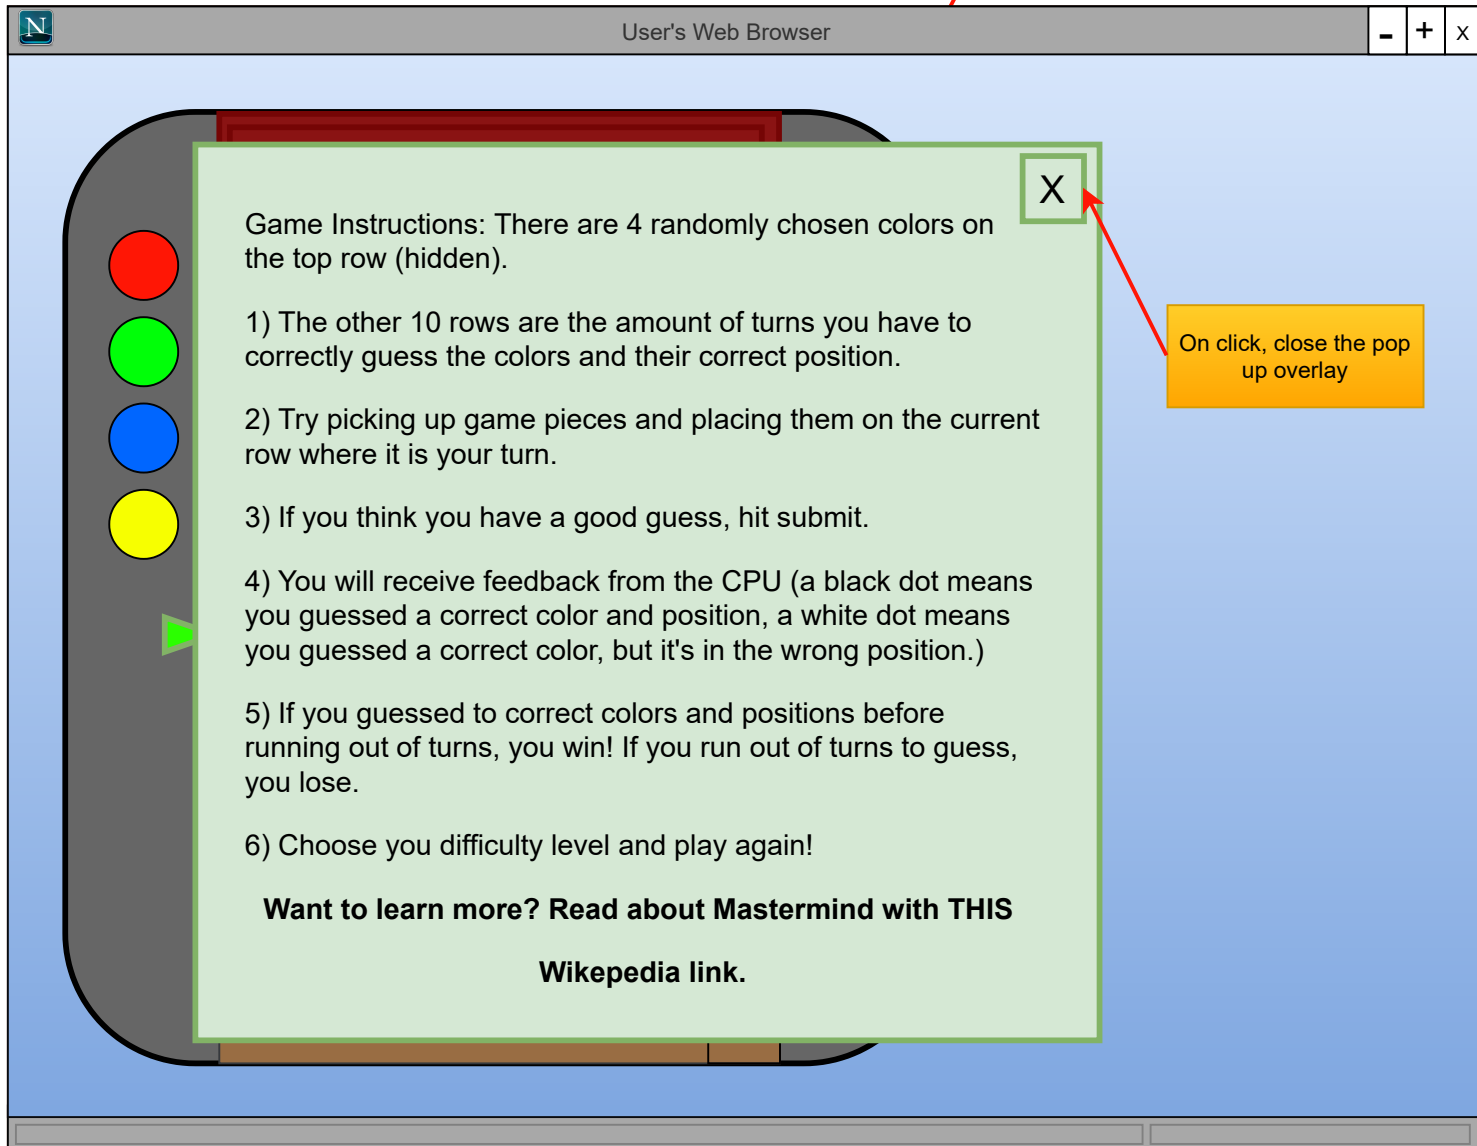 N
User's Web Browser
- + x
X
Game Instructions: There are 4 randomly chosen colors on
the top row (hidden).
1) The other 10 rows are the amount of turns you have to
correctly guess the colors and their correct position.
2) Try picking up game pieces and placing them on the current
row where it is your turn.
3) If you think you have a good guess, hit submit.
4) You will receive feedback from the CPU (a black dot means
you guessed a correct color and position, a white dot means
you guessed a correct color, but it's in the wrong position.)
5) If you guessed to correct colors and positions before
running out of turns, you win! If you run out of turns to guess,
you lose.
6) Choose you difficulty level and play again!
Want to learn more? Read about Mastermind with THIS
Wikepedia link.
On click, close the pop
up overlay